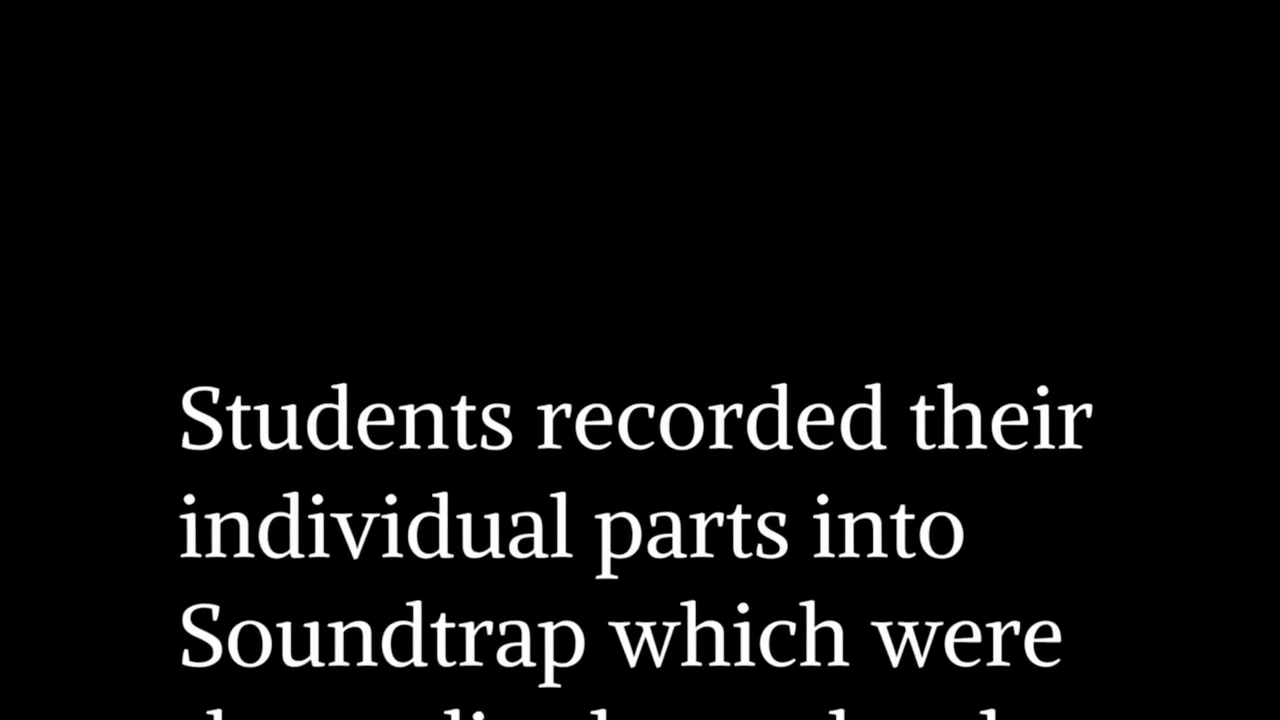 Students recorded their
individual parts into
Soundtrap which were